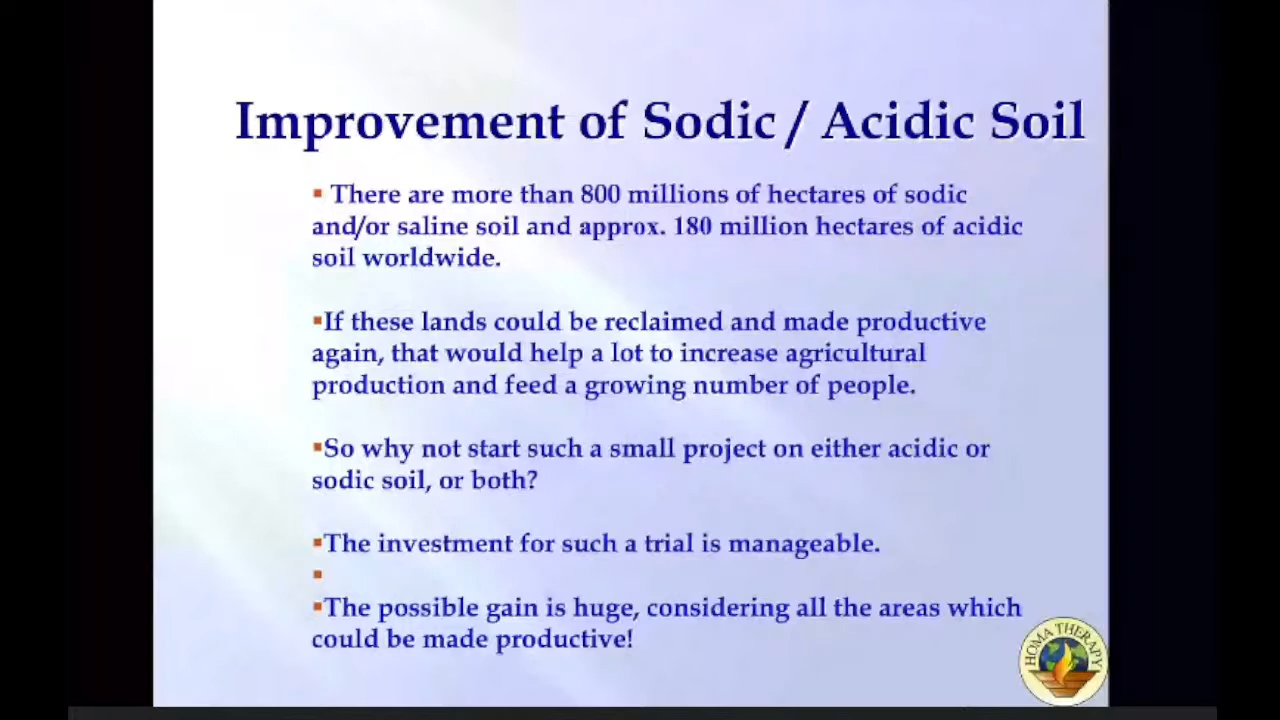 Improvement of Sodic / Acidic Soil
▪ There are more than 800 millions of hectares of sodic
and/or saline soil and approx. 180 million hectares of acidic
soil worldwide.
▪If these lands could be reclaimed and made productive
again, that would help a lot to increase agricultural
production and feed a growing number of people.
▪So why not start such a small project on either acidic or
sodic soil, or both?
▪The investment for such a trial is manageable.
▪
▪The possible gain is huge, considering all the areas which
could be made productive!
HOMA THERAPY